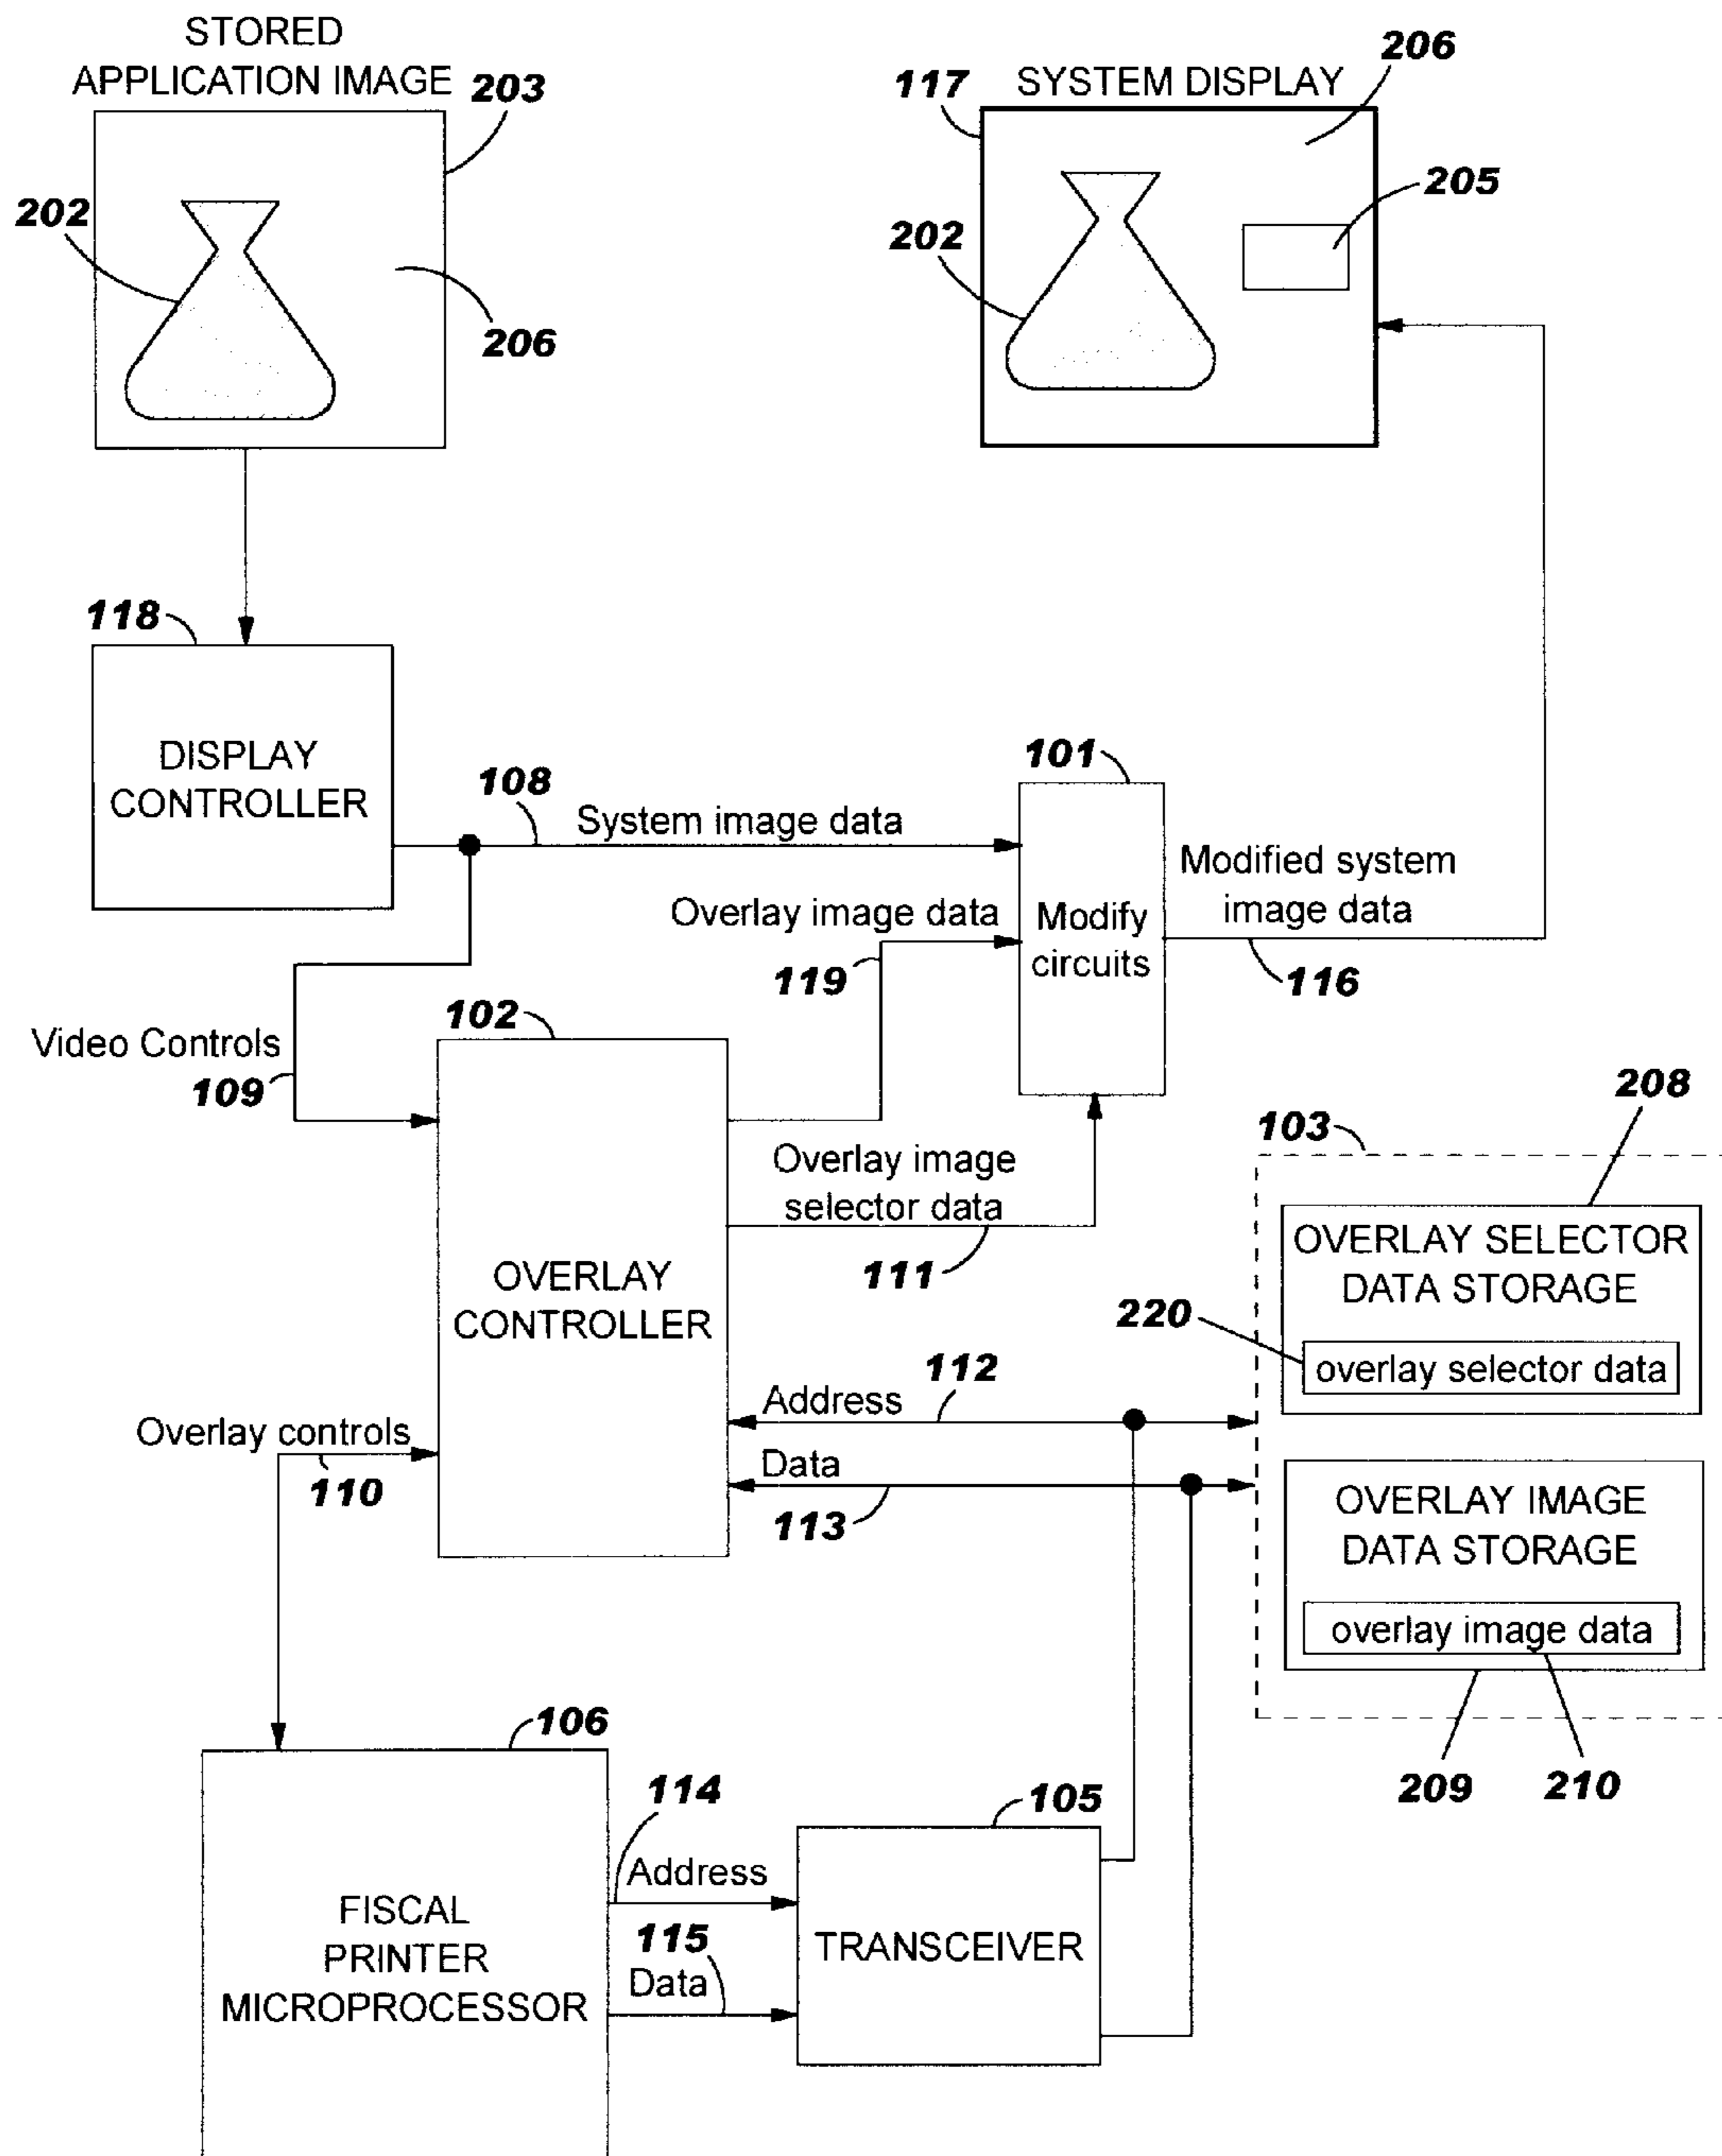 STORED
APPLICATION IMAGE
203
202
206
SYSTEM DISPLAY
117
206
205
202
118
DISPLAY
CONTROLLER
108
System image data
101
Modify
circuits
Overlay image data
119
Modified system
image data
116
Video Controls
109
102
OVERLAY
CONTROLLER
Overlay image
selector data
111
103
208
OVERLAY SELECTOR
DATA STORAGE
220
overlay selector data
Address
112
Data
113
Overlay controls
110
OVERLAY IMAGE
DATA STORAGE
overlay image data
209
210
106
FISCAL
PRINTER
MICROPROCESSOR
114
Address
115
Data
105
TRANSCEIVER